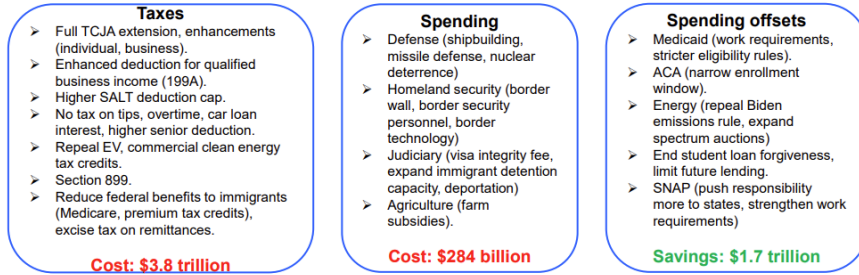 Taxes
➢ Full TCJA extension, enhancements
(individual, business).
➢ Enhanced deduction for qualified
business income (199A).
➢ Higher SALT deduction cap.
➢ No tax on tips, overtime, car loan
interest, higher senior deduction.
➢ Repeal EV, commercial clean energy
tax credits.
➢ Section 899.
➢ Reduce federal benefits to immigrants
(Medicare, premium tax credits),
excise tax on remittances.
Cost: $3.8 trillion
Spending
➢ Defense (shipbuilding,
missile defense, nuclear
deterrence)
➢ Homeland security (border
wall, border security
personnel, border
technology)
➢ Judiciary (visa integrity fee,
expand immigrant detention
capacity, deportation)
➢ Agriculture (farm
subsidies).
Cost: $284 billion
Spending offsets
➢ Medicaid (work requirements,
stricter eligibility rules).
➢ ACA (narrow enrollment
window).
➢ Energy (repeal Biden
emissions rule, expand
spectrum auctions)
➢ End student loan forgiveness,
limit future lending.
➢ SNAP (push responsibility
more to states, strengthen work
requirements)
Savings: $1.7 trillion